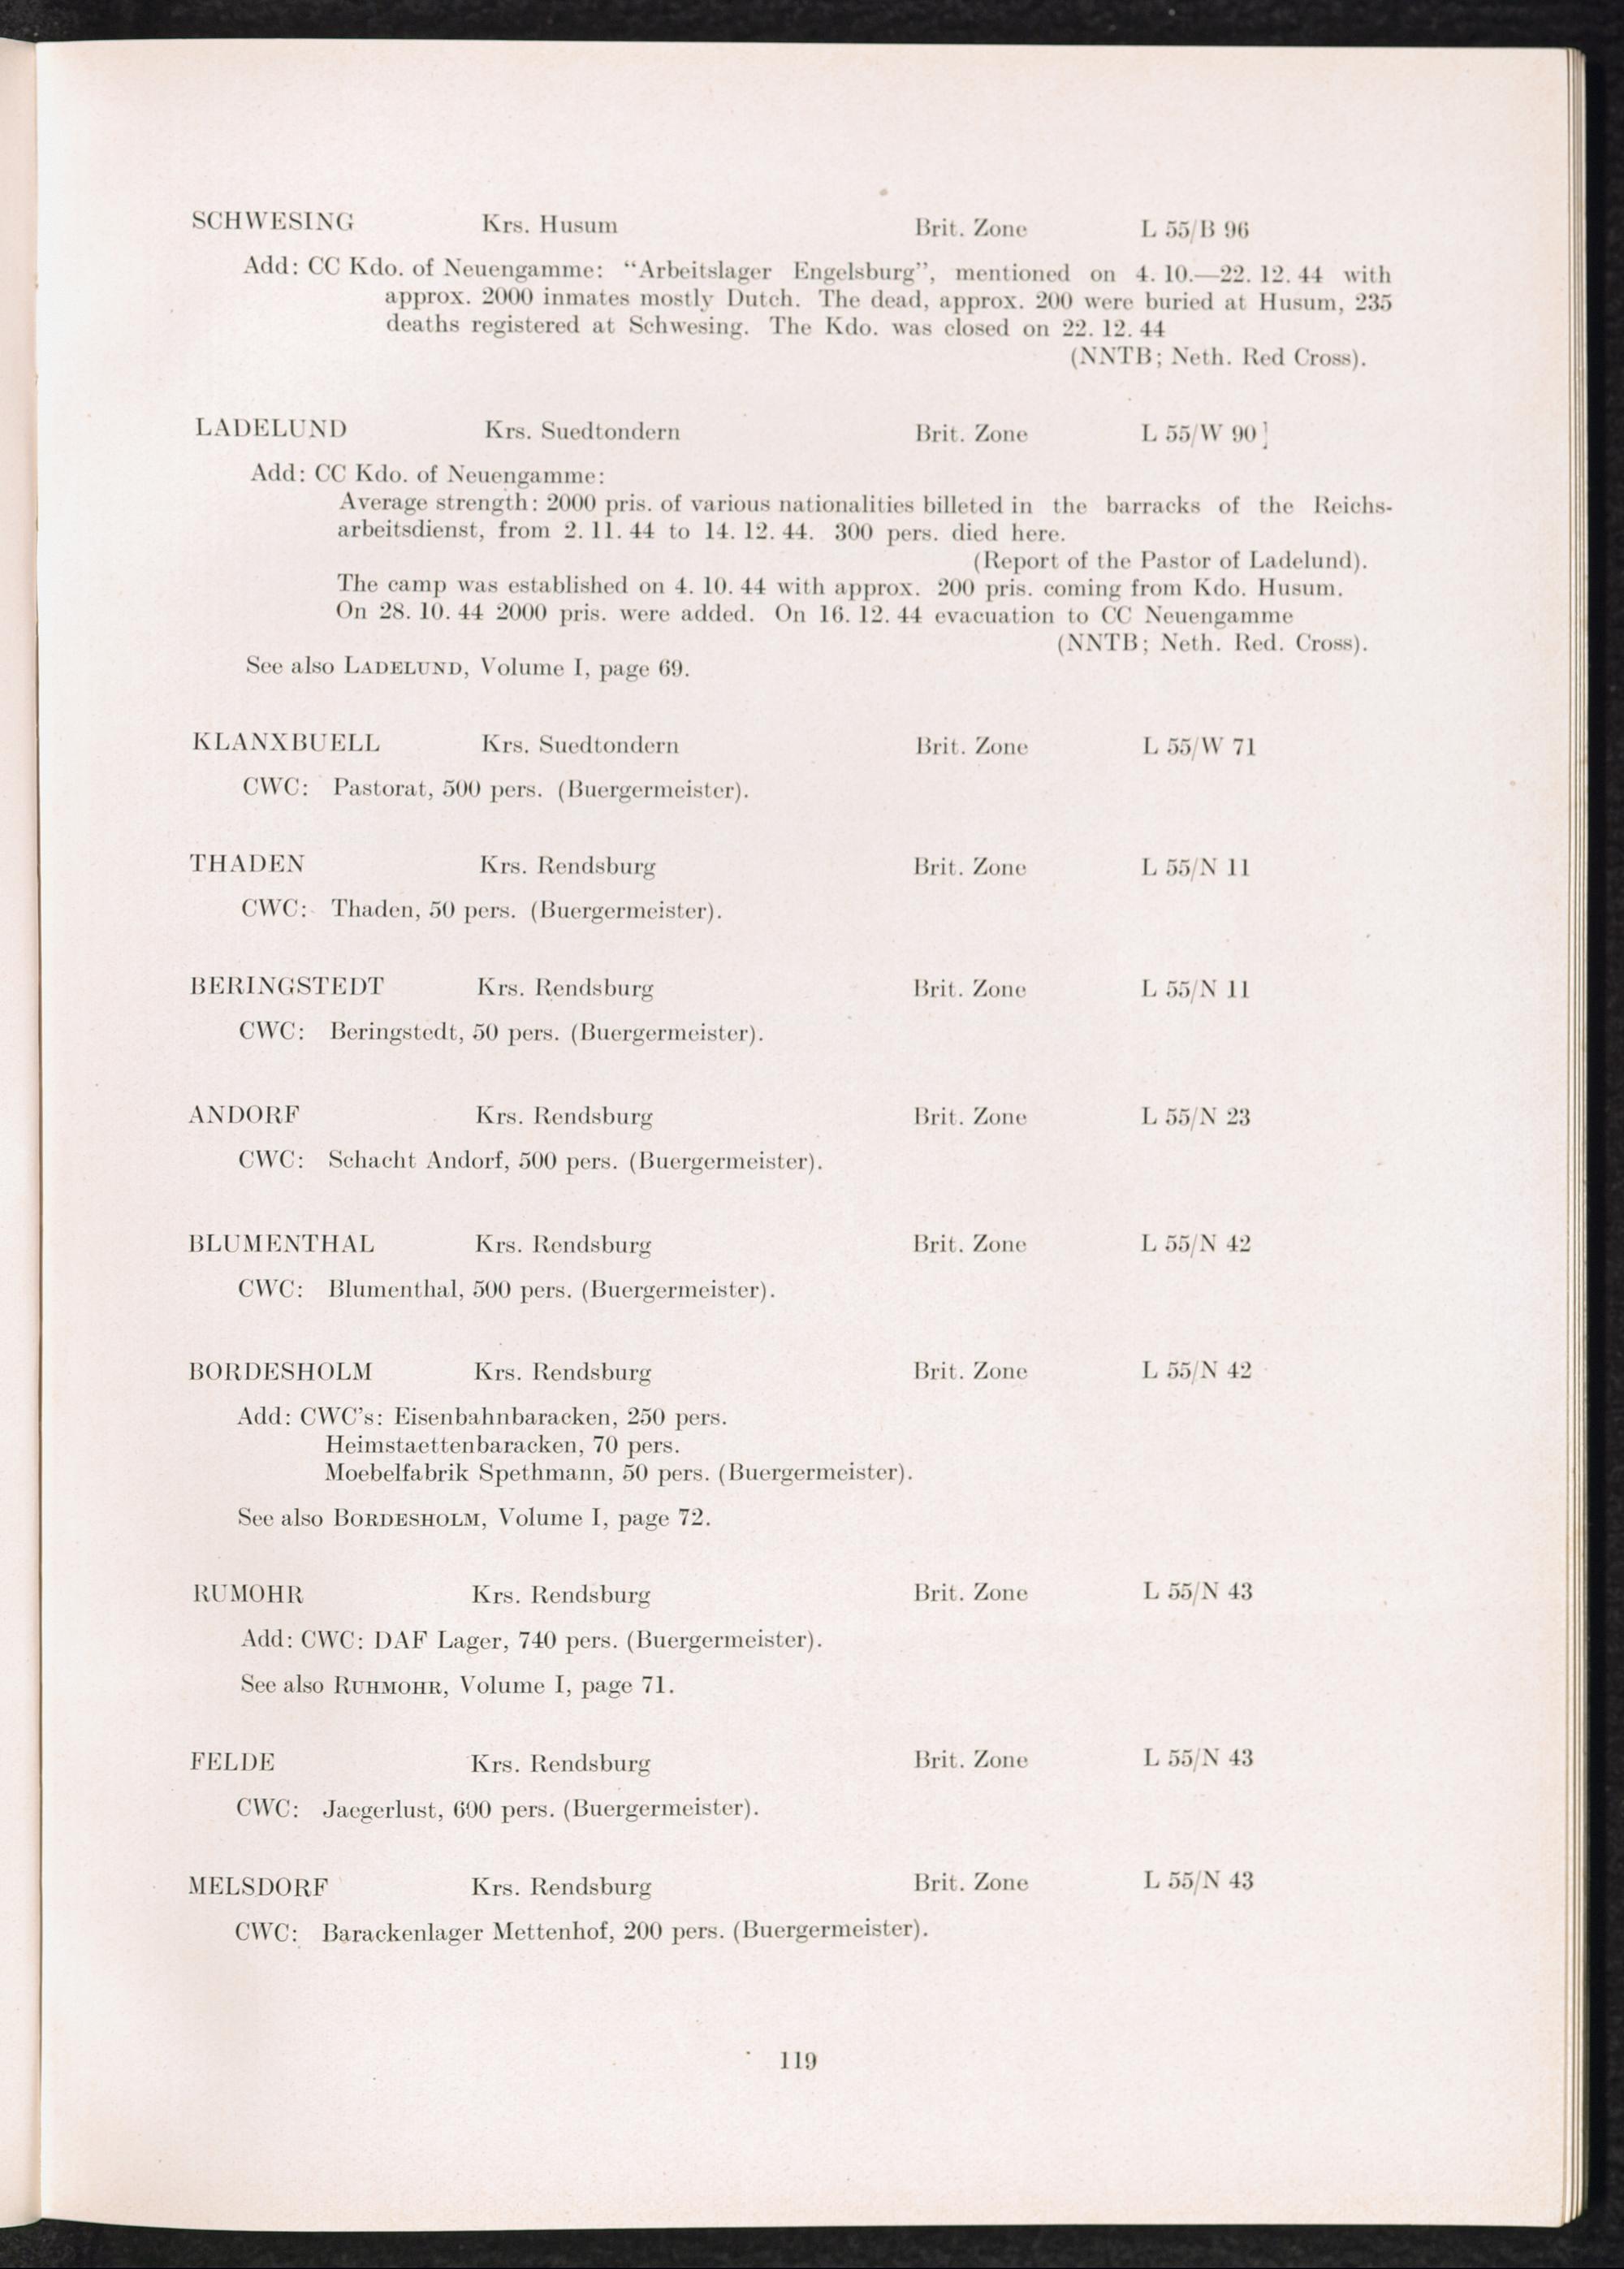 SCHWESING Krs. Husum Brit. Zone L 55/B 96
Add: CC Kdo. of Neuengamme: “Arbeitslager Engelsburg”, mentioned on 4. 10.—22. 12. 44 with
approx. 2000 inmates mostly Dutch. The dead, approx. 200 were buried at Husum, 235
deaths registered at Schwesing. The Kdo. was closed on 22. 12. 44
(NNTB; Neth. Red Cross).
LADELUND Krs. Suedtondern Brit. Zone L 55/W 90]
Add: CC Kdo. of Neuengamme:
Average strength: 2000 pris. of various nationalities billeted in the barracks of the Reichs-
arbeitsdienst, from 2. 11. 44 to 14. 12. 44. 300 pers. died here.
(Report of the Pastor of Ladelund).
The camp was established on 4. 10. 44 with approx. 200 pris. coming from Kdo. Husum.
On 28. 10. 44 2000 pris. were added. On 16. 12. 44 evacuation to CC Neuengamme
(NNTB; Neth. Red. Cross).
See also LADELUND, Volume I, page 69.
KLANXBUELL Krs. Suedtondern Brit. Zone L 55/W 71
CWC: Pastorat, 500 pers. (Buergermeister).
THADEN Krs. Rendsburg Brit. Zone L 55/N 11
CWC: Thaden, 50 pers. (Buergermeister).
BERINGSTEDT Krs. Rendsburg Brit. Zone L 55/N 11
CWC: Beringstedt, 50 pers. (Buergermeister).
ANDORF Krs. Rendsburg Brit. Zone L 55/N 23
CWC: Schacht Andorf, 500 pers. (Buergermeister).
BLUMENTHAL Krs. Rendsburg Brit. Zone L 55/N 42
CWC: Blumenthal, 500 pers. (Buergermeister).
BORDESHOLM Krs. Rendsburg Brit. Zone L 55/N 42
Add: CWC’s: Eisenbahnbaracken, 250 pers.
Heimstaettenbaracken, 70 pers.
Moebelfabrik Spethmann, 50 pers. (Buergermeister).
See also BORDESHOLM, Volume I, page 72.
RUMOHR Krs. Rendsburg Brit. Zone L 55/N 43
Add: CWC: DAF Lager, 740 pers. (Buergermeister).
See also RUHMOHR, Volume I, page 71.
FELDE Krs. Rendsburg Brit. Zone L 55/N 43
CWC: Jaegerlust, 600 pers. (Buergermeister).
MELSDORF Krs. Rendsburg Brit. Zone L 55/N 43
CWC: Barackenlager Mettenhof, 200 pers. (Buergermeister).
119